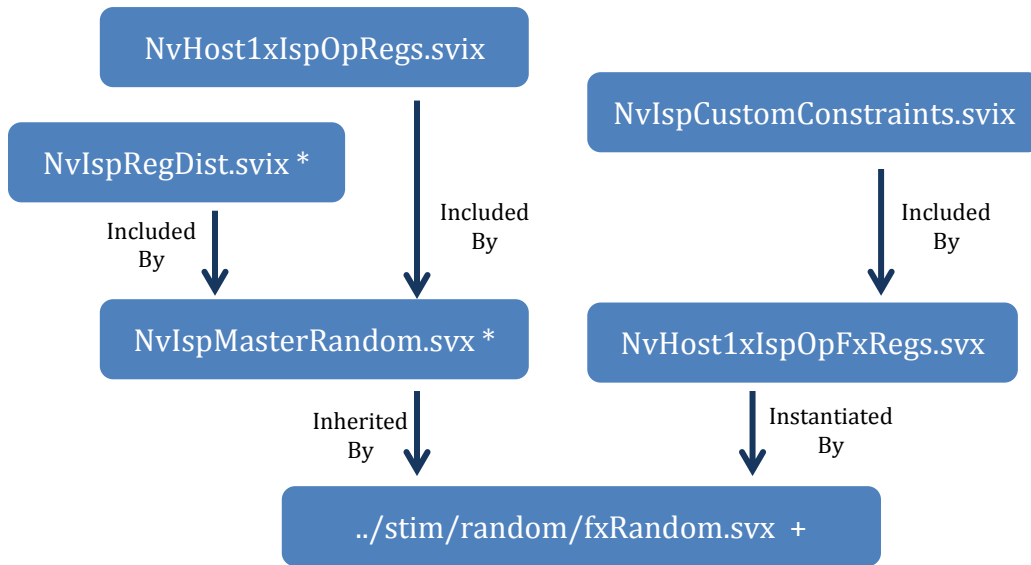 NvHost1xIspOpRegs.svix
NvIspCustomConstraints.svix
NvIspRegDist.svix *
Included
By
Included
By
Included
By
NvIspMasterRandom.svx *
NvHost1xIspOpFxRegs.svx
Inherited
By
Instantiated
By
../stim/random/fxRandom.svx +